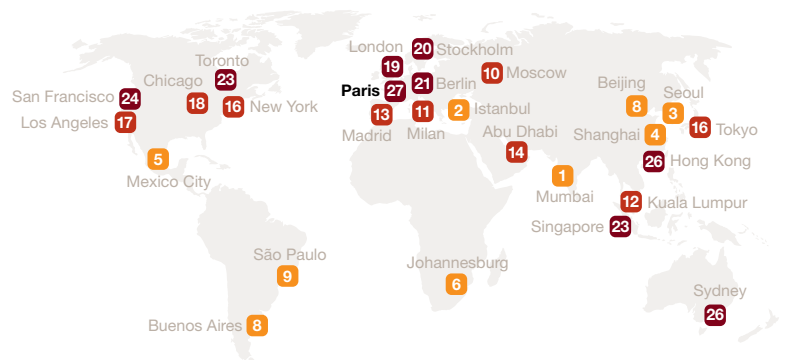 London
20
Stockholm
Toronto
19
23
10
Moscow
Chicago
Beijing
Seoul
San Francisco
24
18
16
New York
Paris
27
21
Berlin
2
Istanbul
8
3
Los Angeles
17
13
11
Madrid
Milan
Abu Dhabi
14
Shanghai
4
16
Tokyo
5
Mexico City
26
Hong Kong
1
Mumbai
12
Kuala Lumpur
Singapore
23
São Paulo
9
Johannesburg
6
Sydney
26
Buenos Aires
8